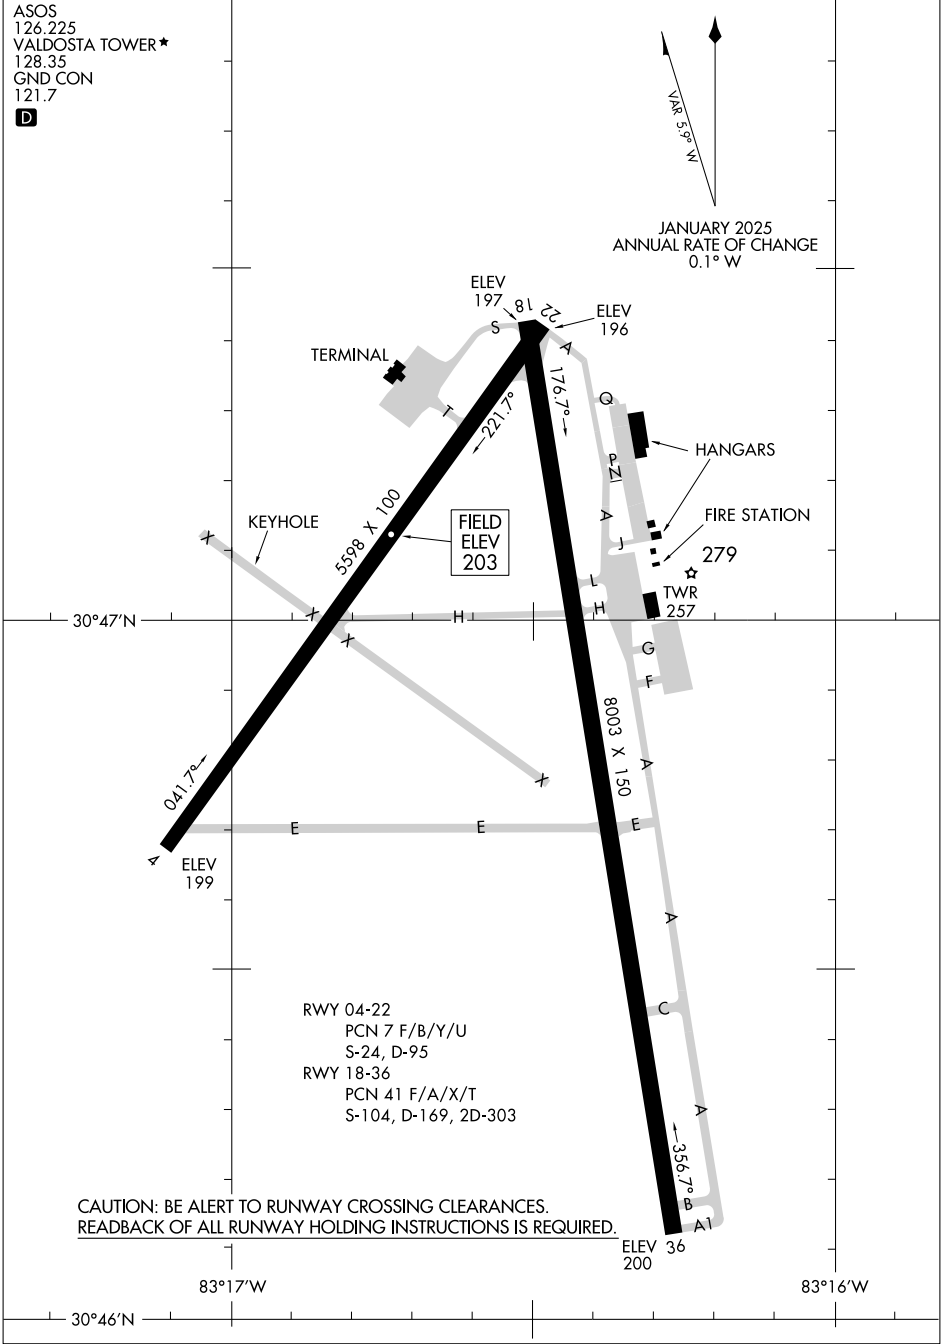 ASOS
126.225
VALDOSTA TOWER★
128.35
GND CON
121.7
D
VAR 5.9° W
JANUARY 2025
ANNUAL RATE OF CHANGE
0.1° W
ELEV
197
18
22
ELEV
196
S
A
TERMINAL
176.7°
Q
T
221.7°
HANGARS
P
N
5598 X 100
KEYHOLE
FIELD
ELEV
203
A
FIRE STATION
X
J
279
L
TWR
257
X
H
H
30°47'N
X
G
F
8003 X 150
A
041.7°
X
E
E
E
4
ELEV
199
A
RWY 04-22
PCN 7 F/B/Y/U
S-24, D-95
RWY 18-36
PCN 41 F/A/X/T
S-104, D-169, 2D-303
C
A
356.7°
B
A1
CAUTION: BE ALERT TO RUNWAY CROSSING CLEARANCES.
READBACK OF ALL RUNWAY HOLDING INSTRUCTIONS IS REQUIRED.
ELEV
200
36
83°17'W
83°16'W
30°46'N